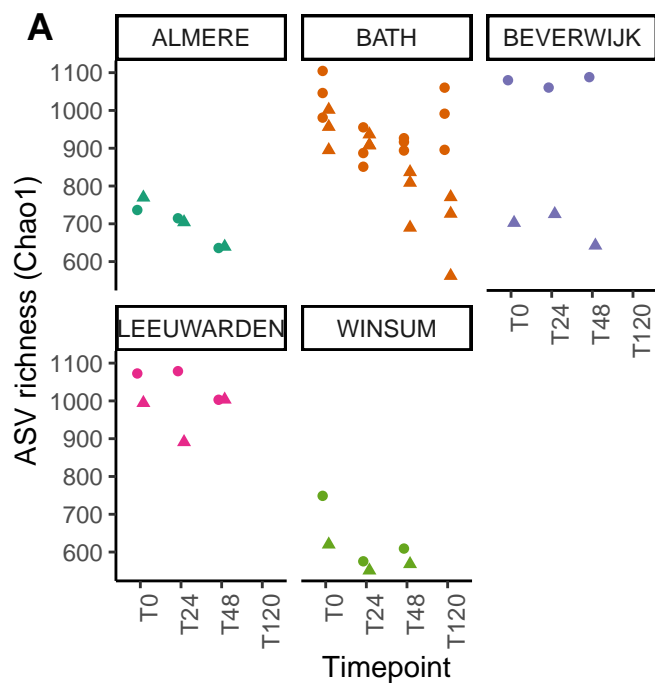 A
ALMERE
BATH
BEVERWIJK
1100
1000
900
800
700
600
T0
T24
T48
T120
LEEUWARDEN
WINSUM
1100
1000
900
800
700
600
T0
T24
T48
T120
T0
T24
T48
T120
ASV richness (Chao1)
Timepoint